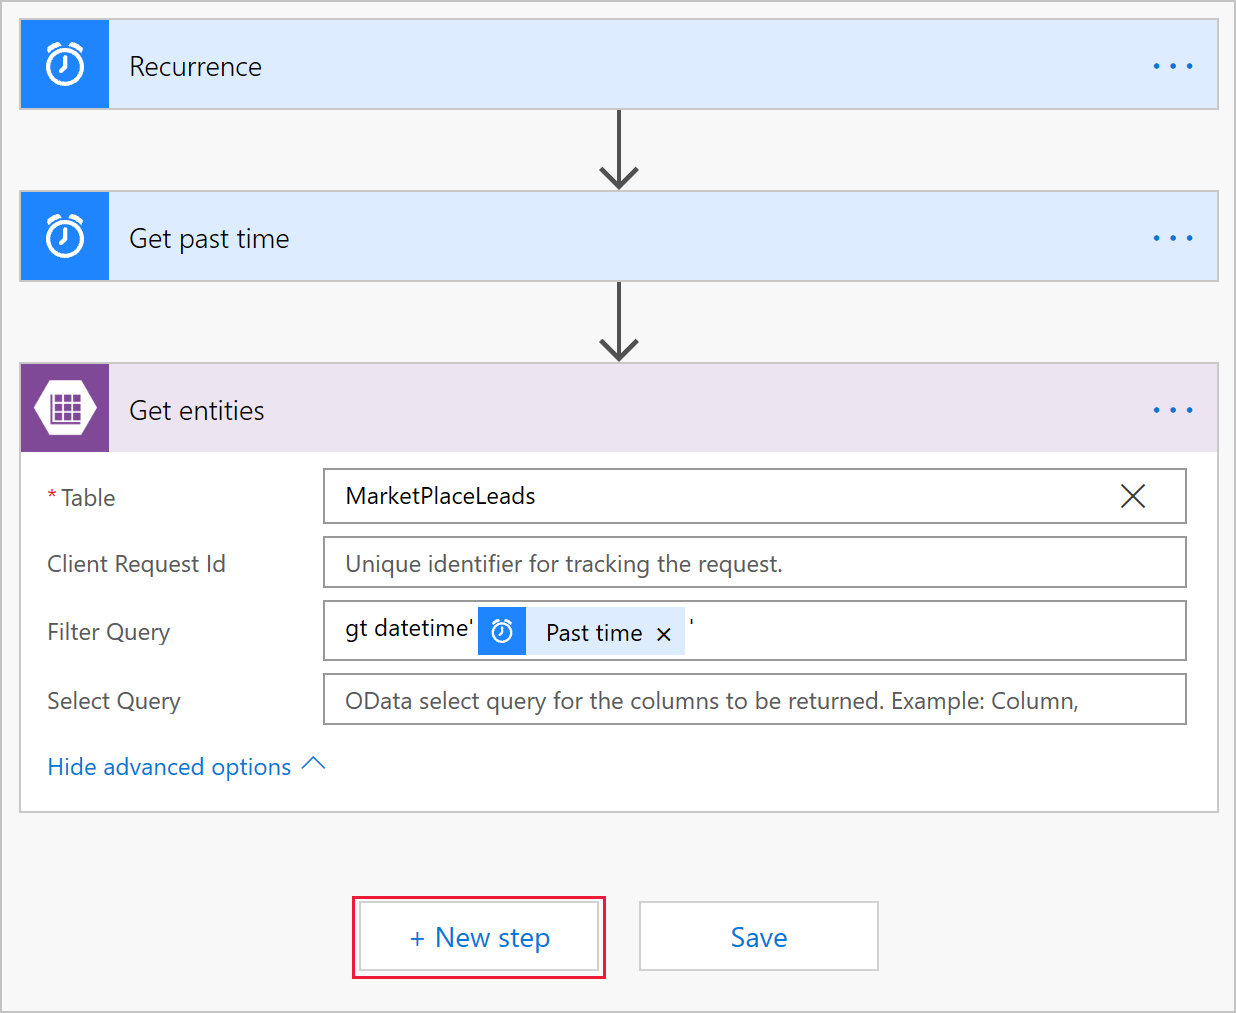 Recurrence
Get past time
Get entities
* Table
MarketPlaceLeads
Client Request Id
Unique identifier for tracking the request.
Filter Query
gt datetime' Past time × '
Select Query
OData select query for the columns to be returned. Example: Column,
Hide advanced options
+ New step
Save